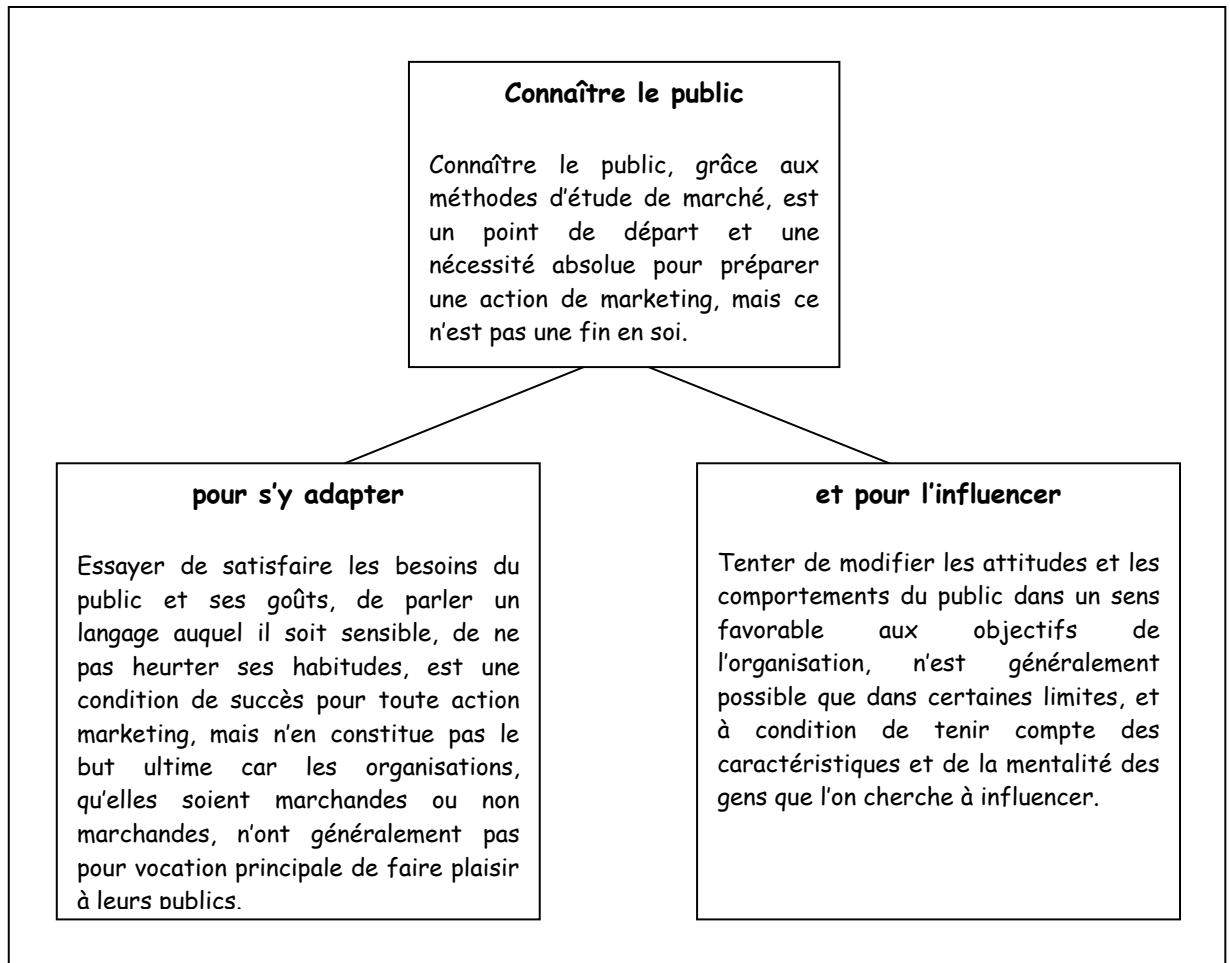 Connaître le public
Connaître le public, grâce aux
méthodes d'étude de marché, est
un point de départ et une
nécessité absolue pour préparer
une action de marketing, mais ce
n'est pas une fin en soi.
pour s'y adapter
Essayer de satisfaire les besoins du
public et ses goûts, de parler un
langage auquel il soit sensible, de ne
pas heurter ses habitudes, est une
condition de succès pour toute action
marketing, mais n'en constitue pas le
but ultime car les organisations,
qu'elles soient marchandes ou non
marchandes, n'ont généralement pas
pour vocation principale de faire plaisir
à leurs publics.
et pour l'influencer
Tenter de modifier les attitudes et les
comportements du public dans un sens
favorable aux objectifs de
l'organisation, n'est généralement
possible que dans certaines limites, et
à condition de tenir compte des
caractéristiques et de la mentalité des
gens que l'on cherche à influencer.